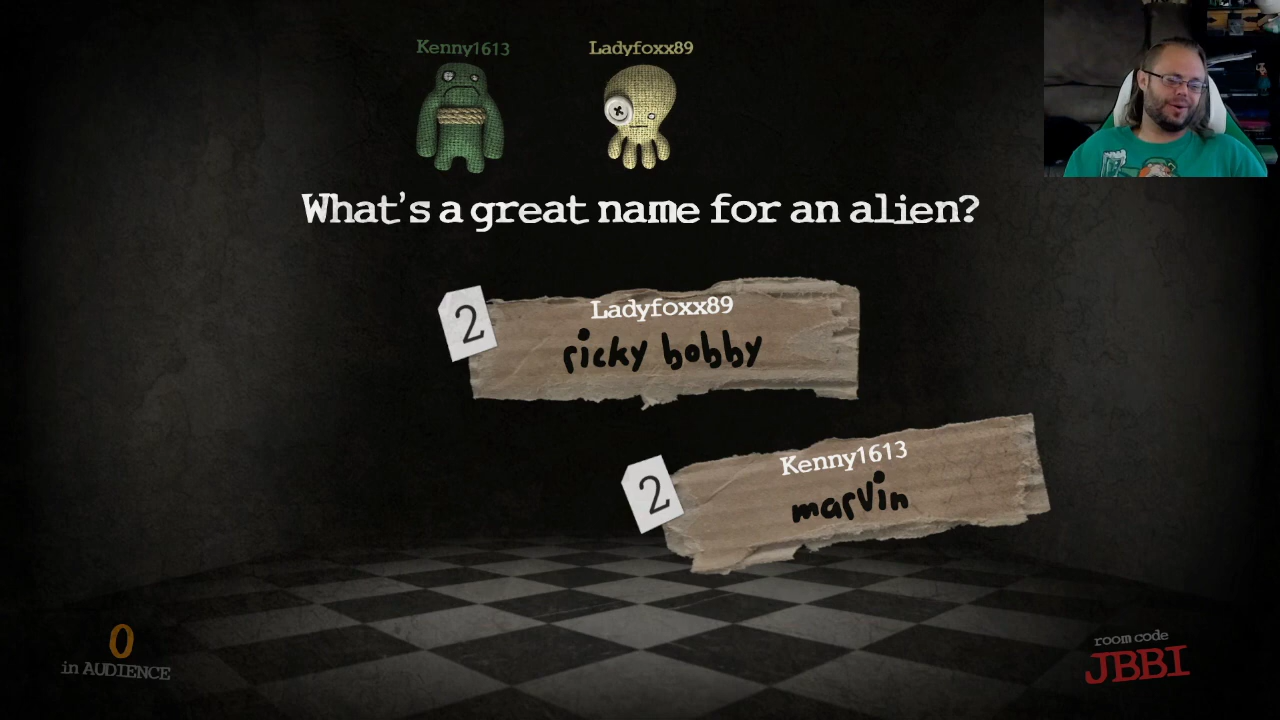 Kenny1613
Ladyfoxx89
What's a great name for an alien?
2
Ladyfoxx89
ricky bobby
2
Kenny1613
marvin
0
in AUDIENCE
room code
JBBI